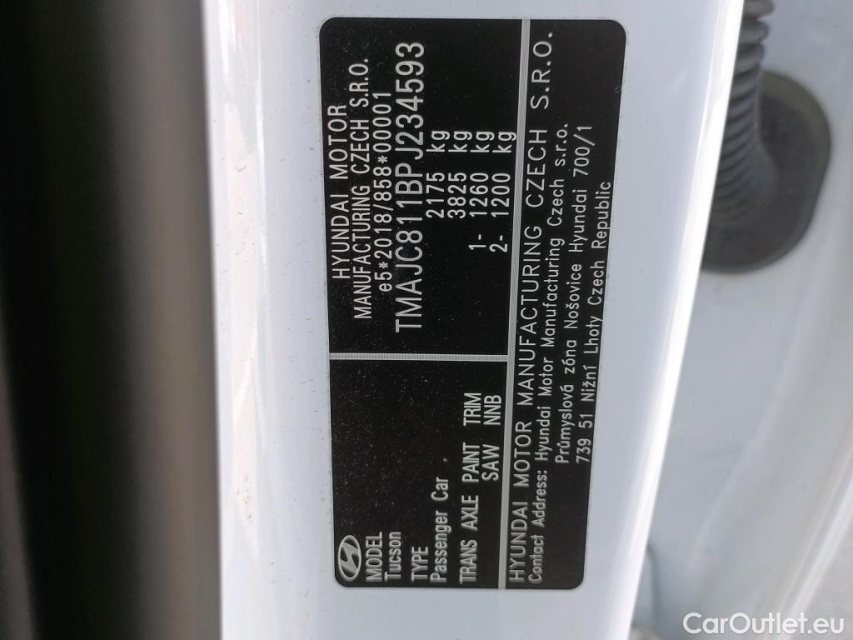 MODEL
Tucson
TYPE
Passenger Car
TRANS AXLE PAINT TRIM
SAW NNB
HYUNDAI MOTOR
MANUFACTURING CZECH S.R.O.
e5*2018/858*00001
TMAJC811BPJ234593
2175 kg
3825 kg
1- 1260 kg
2- 1200 kg
HYUNDAI MOTOR MANUFACTURING CZECH S.R.O.
Contact Address: Hyundai Motor Manufacturing Czech s.r.o.
Průmyslová zóna Nošovice Hyundai 700/1
739 51 Nižní Lhoty Czech Republic
CarOutlet.eu